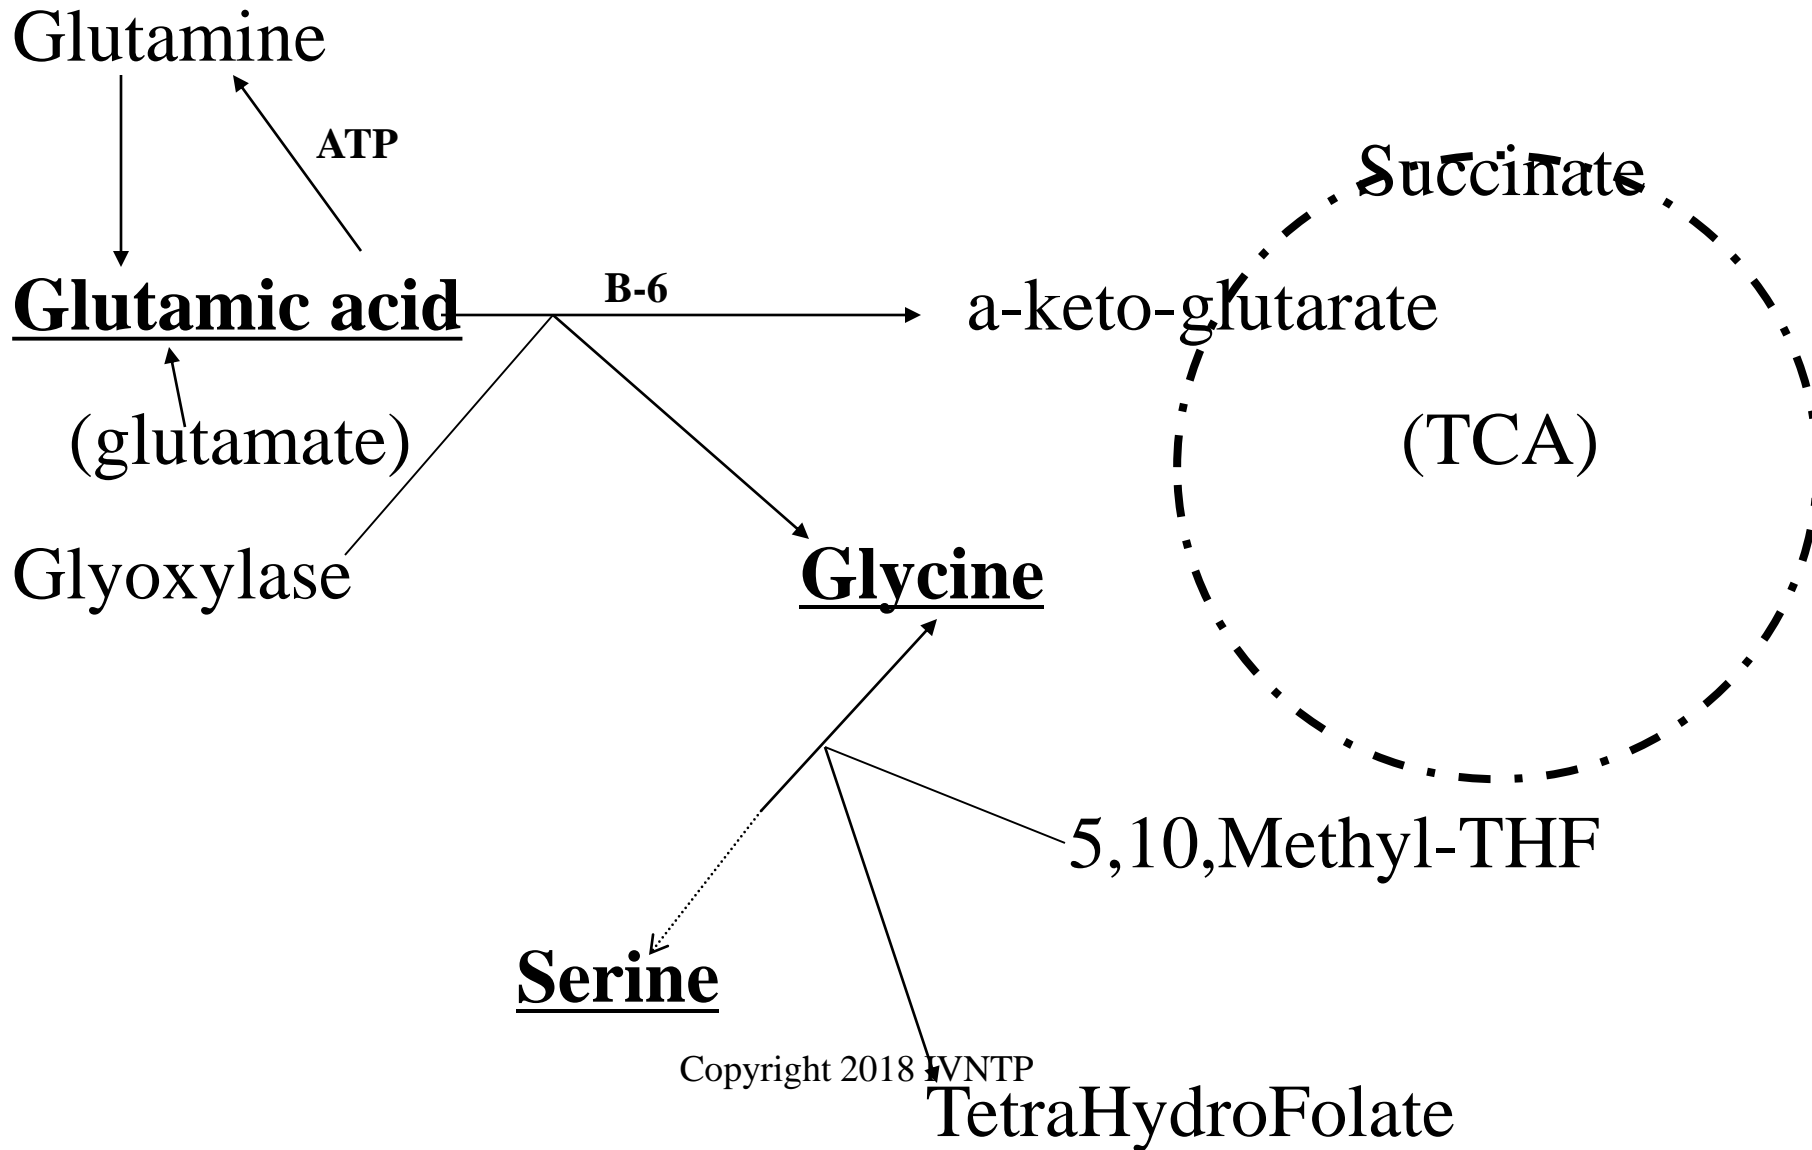 Glutamine
ATP
Succinate
Glutamic acid
B-6
a-keto-glutarate
(glutamate)
(TCA)
Glyoxylase
Glycine
5,10,Methyl-THF
Serine
Copyright 2018 IVNTP
TetraHydroFolate